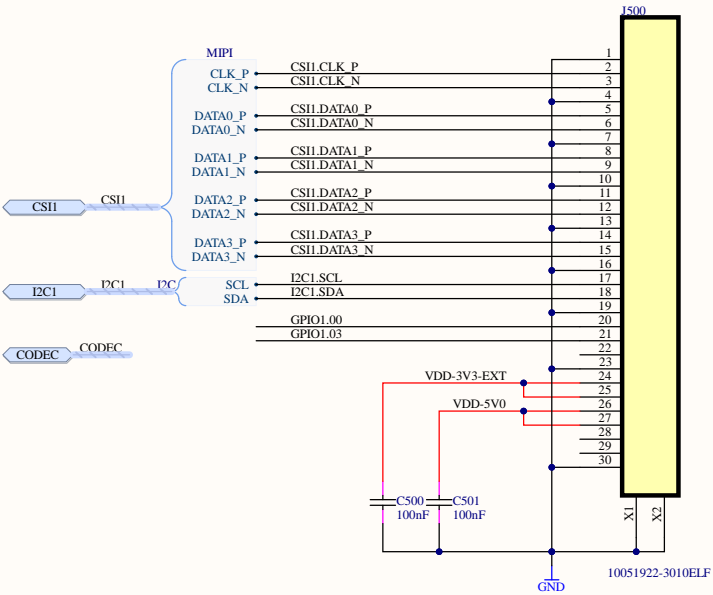 J500
MIPI
CLK_P CSI1.CLK_P
CLK_N CSI1.CLK_N
DATA0_P CSI1.DATA0_P
DATA0_N CSI1.DATA0_N
DATA1_P CSI1.DATA1_P
DATA1_N CSI1.DATA1_N
DATA2_P CSI1.DATA2_P
DATA2_N CSI1.DATA2_N
DATA3_P CSI1.DATA3_P
DATA3_N CSI1.DATA3_N
CSI1 CSI1
I2C1 I2C1 I2C
SCL I2C1.SCL
SDA I2C1.SDA
GPIO1.00
GPIO1.03
CODEC CODEC
VDD-3V3-EXT
VDD-5V0
1
2
3
4
5
6
7
8
9
10
11
12
13
14
15
16
17
18
19
20
21
22
23
24
25
26
27
28
29
30
C500
100nF
C501
100nF
X1
X2
GND
10051922-3010ELF